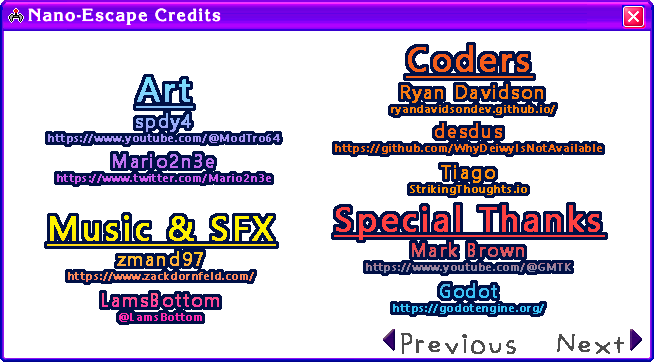 Nano-Escape Credits
Art
spdy4
https://www.youtube.com/@ModTro64
Mario2n3e
https://www.twitter.com/Mario2n3e
Music & SFX
zmand97
https://www.zackdornfeld.com/
LamsBottom
@LamsBottom
Coders
Ryan Davidson
ryandavidsondev.github.io/
desdus
https://github.com/WhyDeiwyIsNotAvailable
Tiago
StrikingThoughts.io
Special Thanks
Mark Brown
https://www.youtube.com/@GMTK
Godot
https://godotengine.org/
Previous Next